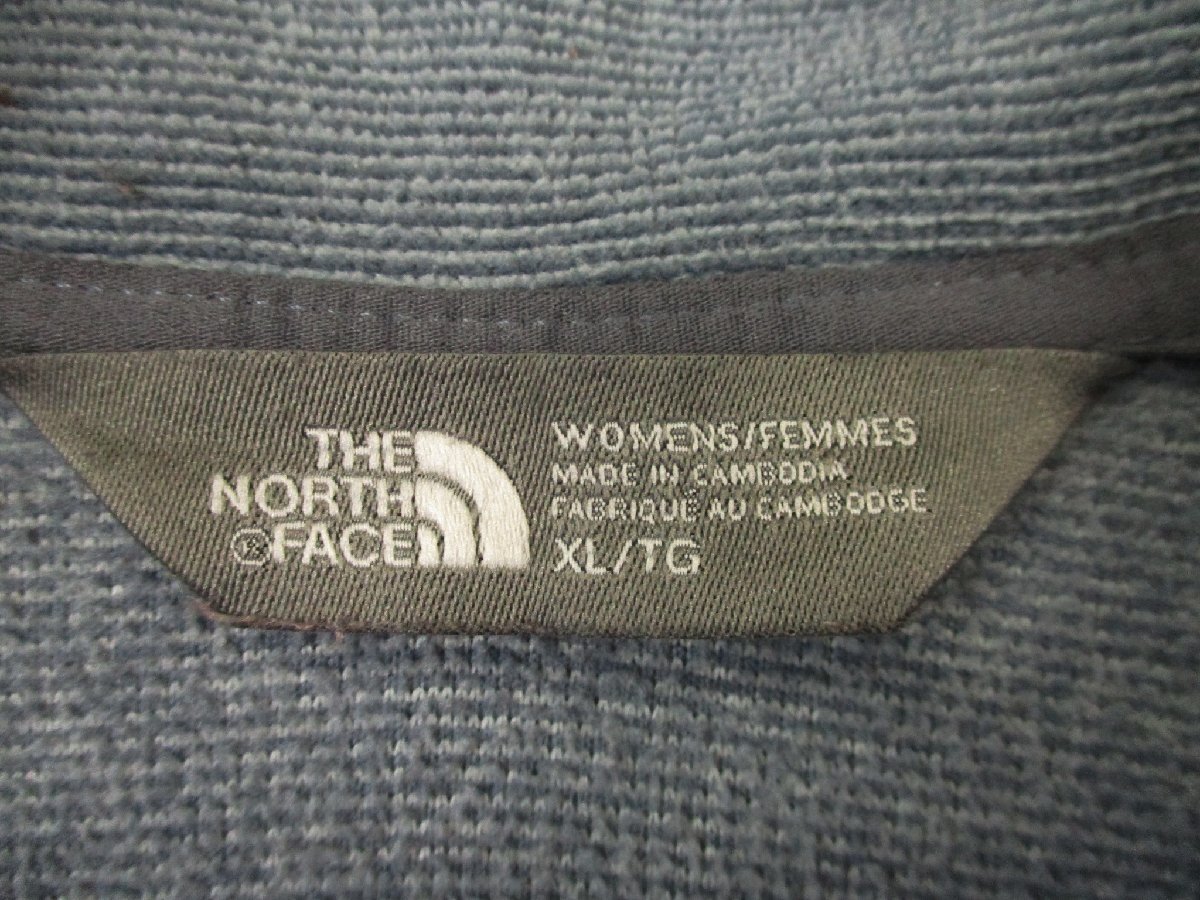 THE
NORTH
®FACE
WOMENS/FEMMES
MADE IN CAMBODIA
FABRIQUÉ AU CAMBODGE
XL/TG